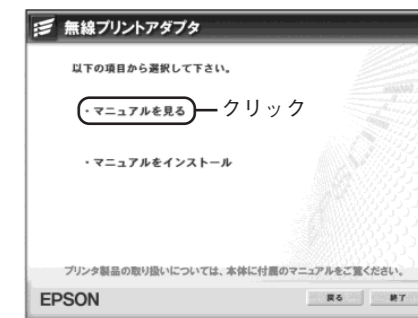 無線プリントアダプタ
以下の項目から選択して下さい。
・マニュアルを見る クリック
・マニュアルをインストール
プリンタ製品の取り扱いについては、本体に付属のマニュアルをご覧ください。
EPSON 戻る 終了